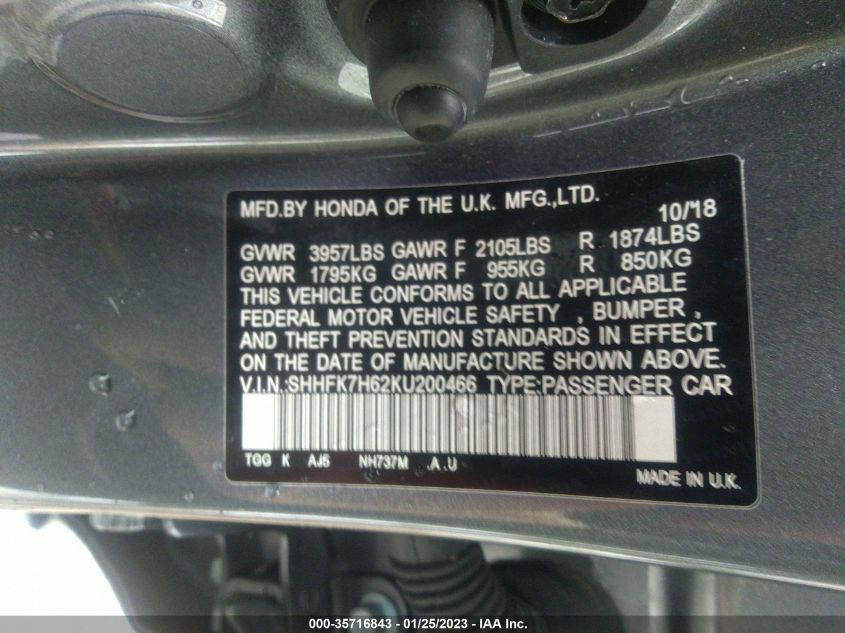 MFD.BY HONDA OF THE U.K. MFG.,LTD. 10/'18
GVWR 3957LBS GAWR F 2105LBS R 1874LBS
GVWR 1795KG GAWR F 955KG R 850KG
THIS VEHICLE CONFORMS TO ALL APPLICABLE
FEDERAL MOTOR VEHICLE SAFETY , BUMPER ,
AND THEFT PREVENTION STANDARDS IN EFFECT
ON THE DATE OF MANUFACTURE SHOWN ABOVE.
V.I.N.:SHHFK7H62KU200466 TYPE:PASSENGER CAR
TGG K AJ5 NH737M .A .U
MADE IN U.K.
000-35716843 / 01/25/2023 - IAA Inc.